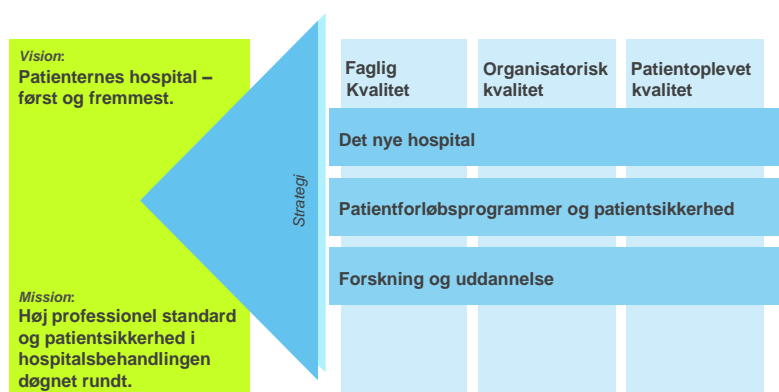 Vision:
Patienternes hospital –
først og fremmest.
Mission:
Høj professionel standard
og patientsikkerhed i
hospitalsbehandlingen
døgnet rundt.
Strategi
Faglig
Kvalitet
Organisatorisk
kvalitet
Patientoplevet
kvalitet
Det nye hospital
Patientforløbsprogrammer og patientsikkerhed
Forskning og uddannelse